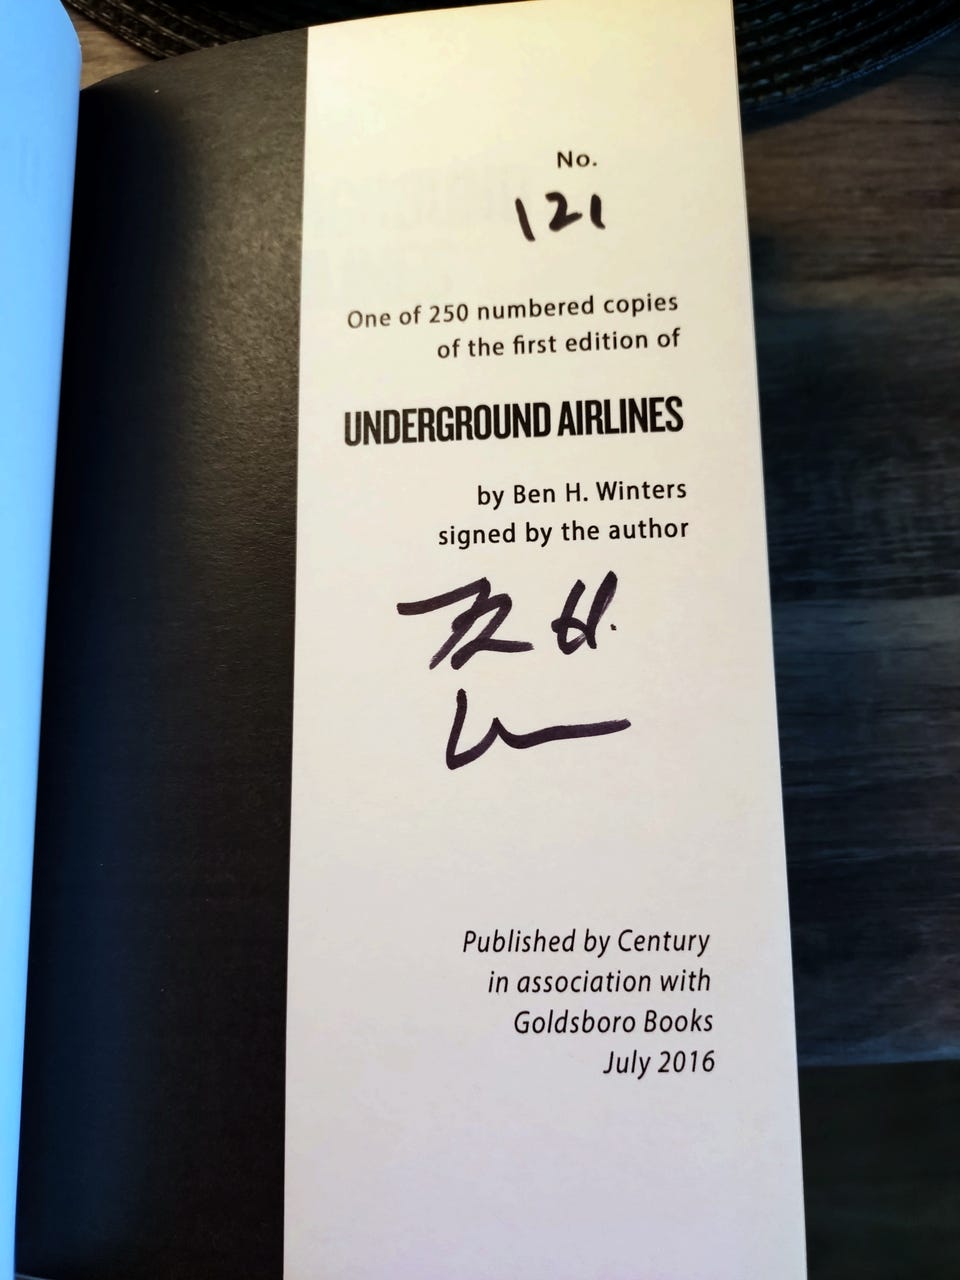 No.
121
One of 250 numbered copies
of the first edition of
UNDERGROUND AIRLINES
by Ben H. Winters
signed by the author
H.
Published by Century
in association with
Goldsboro Books
July 2016